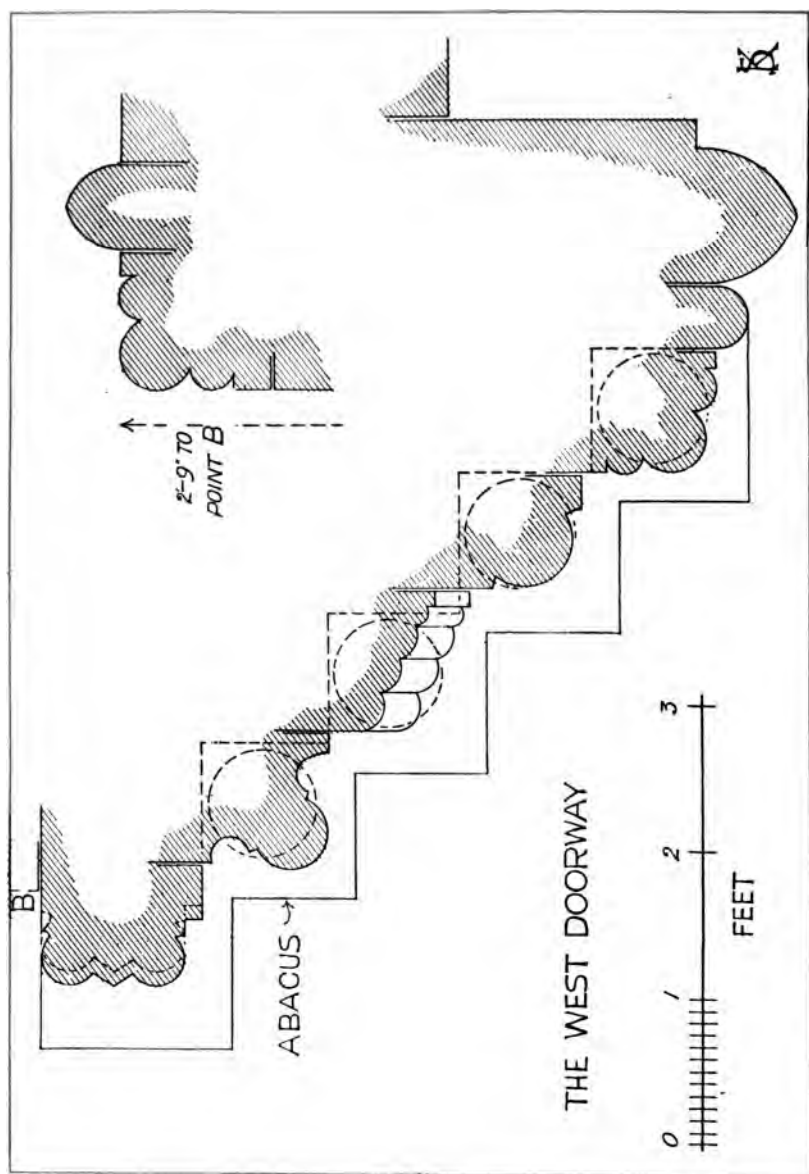 B
2'-9" TO
POINT B
ABACUS
THE WEST DOORWAY
0 1 2 3
FEET